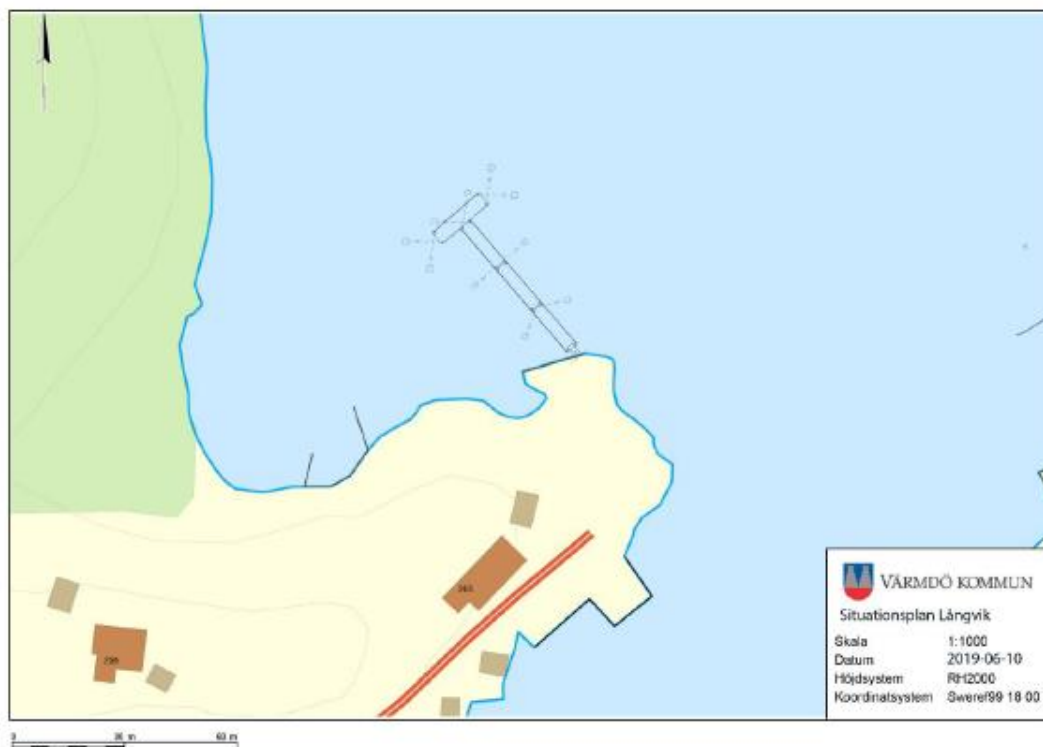 VÄRMDÖ KOMMUN
Situationsplan Långvik
Skala 1:1000
Datum 2019-06-10
Höjdsystem RH2000
Koordinatsystem Sweref99 18 00
0 30 m 60 m